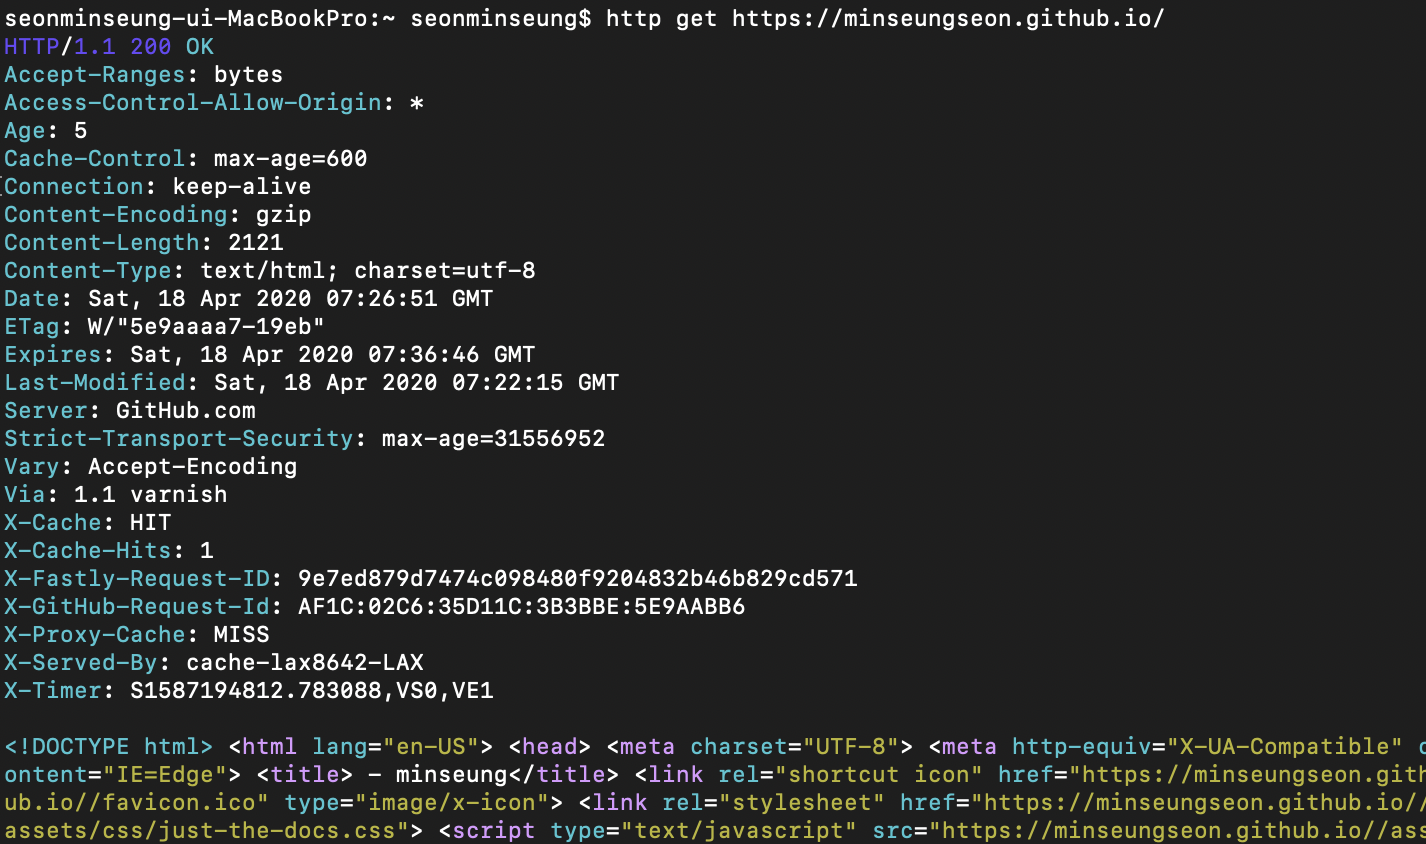 seonminseung-ui-MacBookPro:~ seonminseung$ http get https://minseungseon.github.io/
HTTP/1.1 200 OK
Accept-Ranges: bytes
Access-Control-Allow-Origin: *
Age: 5
Cache-Control: max-age=600
Connection: keep-alive
Content-Encoding: gzip
Content-Length: 2121
Content-Type: text/html; charset=utf-8
Date: Sat, 18 Apr 2020 07:26:51 GMT
ETag: W/"5e9aaaa7-19eb"
Expires: Sat, 18 Apr 2020 07:36:46 GMT
Last-Modified: Sat, 18 Apr 2020 07:22:15 GMT
Server: GitHub.com
Strict-Transport-Security: max-age=31556952
Vary: Accept-Encoding
Via: 1.1 varnish
X-Cache: HIT
X-Cache-Hits: 1
X-Fastly-Request-ID: 9e7ed879d7474c098480f9204832b46b829cd571
X-GitHub-Request-Id: AF1C:02C6:35D11C:3B3BBE:5E9AABB6
X-Proxy-Cache: MISS
X-Served-By: cache-lax8642-LAX
X-Timer: S1587194812.783088,VS0,VE1
<!DOCTYPE html> <html lang="en-US"> <head> <meta charset="UTF-8"> <meta http-equiv="X-UA-Compatible" c
ontent="IE=Edge"> <title> - minseung</title> <link rel="shortcut icon" href="https://minseungseon.gith
ub.io//favicon.ico" type="image/x-icon"> <link rel="stylesheet" href="https://minseungseon.github.io//
assets/css/just-the-docs.css"> <script type="text/javascript" src="https://minseungseon.github.io//ass